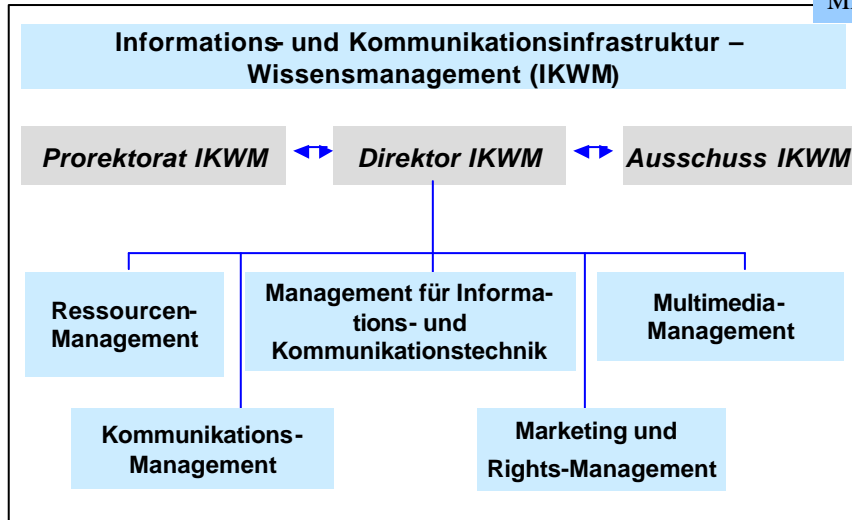 Informations- und Kommunikationsinfrastruktur –
Wissensmanagement (IKWM)
Prorektorat IKWM
Direktor IKWM
Ausschuss IKWM
Ressourcen-
Management
Management für Informa-
tions- und
Kommunikationstechnik
Multimedia-
Management
Kommunikations-
Management
Marketing und
Rights-Management